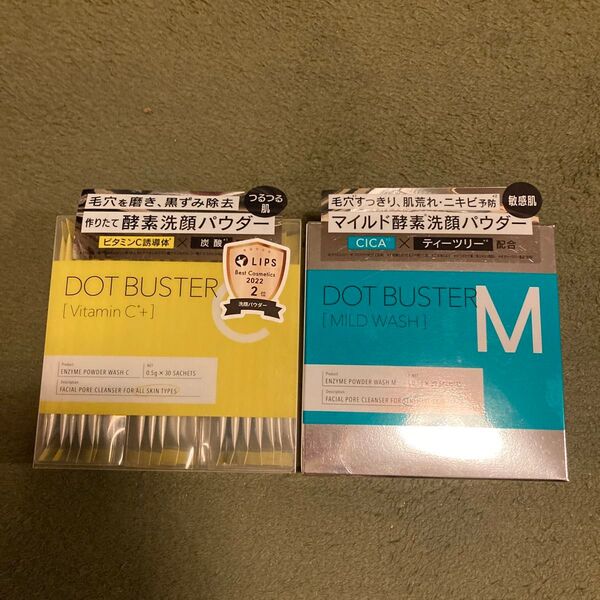 毛穴を磨き、黒ずみ除去
作りたて酵素洗顔パウダー
つるつる肌
ビタミンC誘導体 × 炭酸
LIPS
Best Cosmetics
2022
2位
洗顔パウダー
DOT BUSTER
[ Vitamin C*+ ]
C
Product
ENZYME POWDER WASH C
NET
0.5g × 30 SACHETS
Description
FACIAL PORE CLEANSER FOR ALL SKIN TYPES
毛穴すっきり、肌荒れ・ニキビ予防
マイルド酵素洗顔パウダー
敏感肌
CICA × ティーツリー 配合
DOT BUSTER
[ MILD WASH ]
M
Product
ENZYME POWDER WASH M
NET
Description
FACIAL PORE CLEANSER FOR